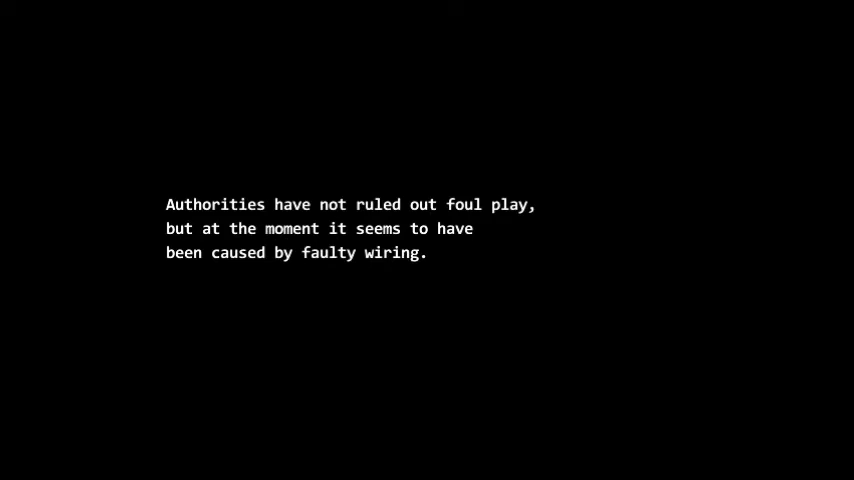 Authorities have not ruled out foul play,
but at the moment it seems to have
been caused by faulty wiring.